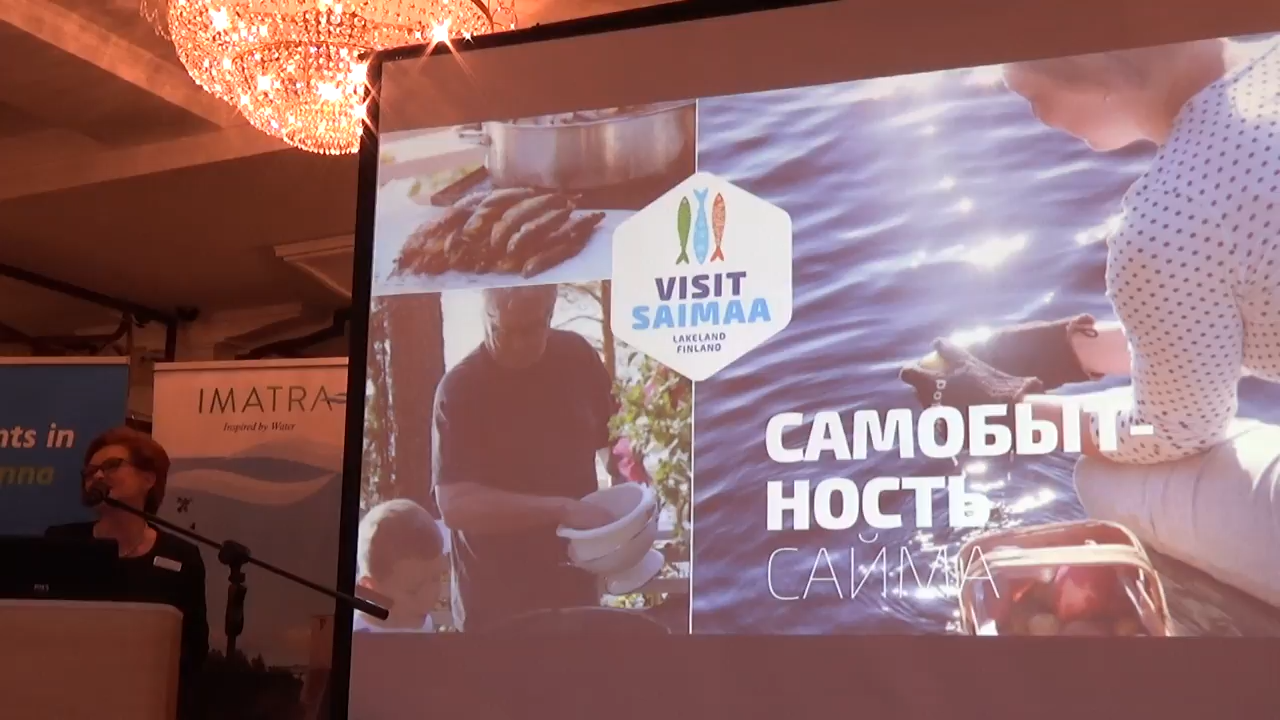 nts in
nna
IMATRA
Inspired by Water
VISIT
SAIMAA
LAKELAND
FINLAND
САМОБЫТ-
НОСТЬ
САЙМА